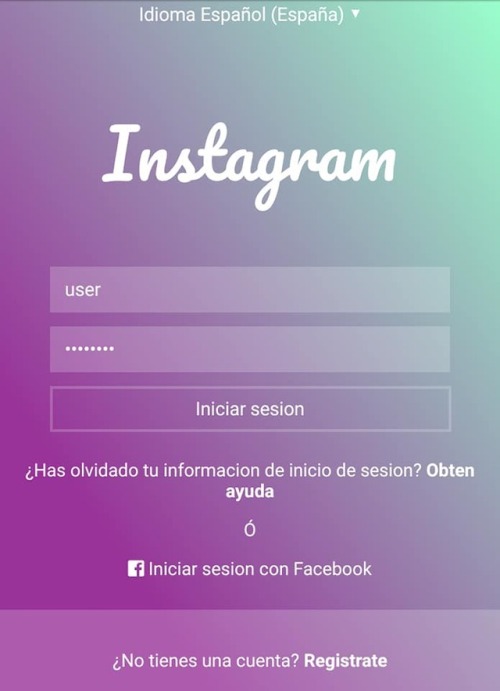 Idioma Español (España) ▼
Instagram
user
••••••••
Iniciar sesion
¿Has olvidado tu informacion de inicio de sesion? Obten
ayuda
Ó
Iniciar sesion con Facebook
¿No tienes una cuenta? Registrate